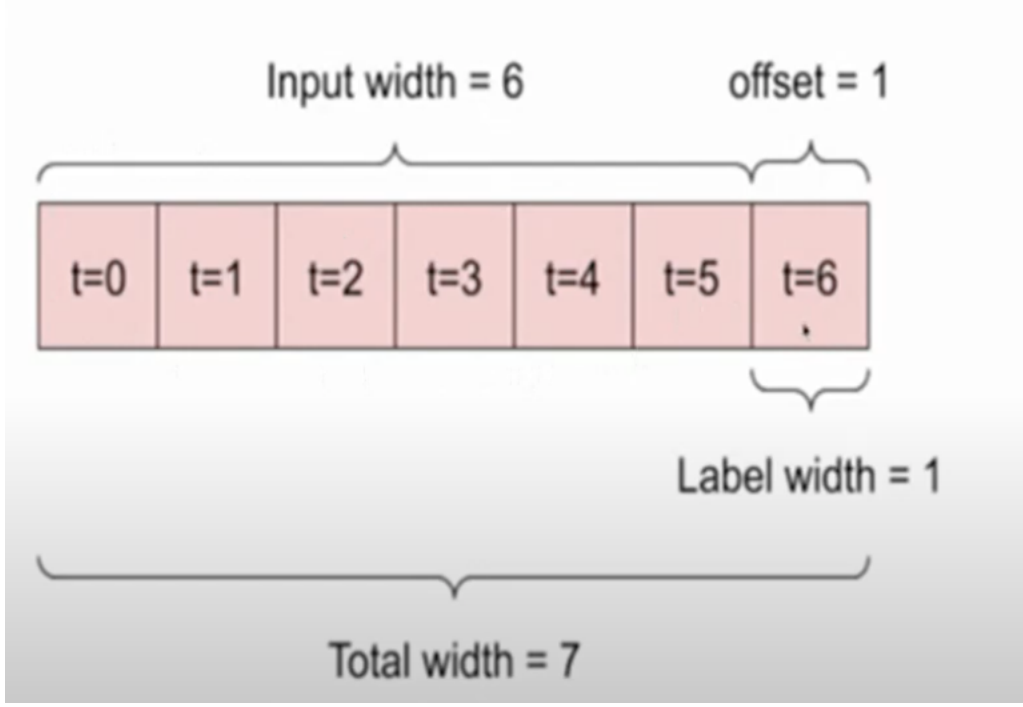 Input width = 6 offset = 1
t=0 t=1 t=2 t=3 t=4 t=5 t=6
Label width = 1
Total width = 7